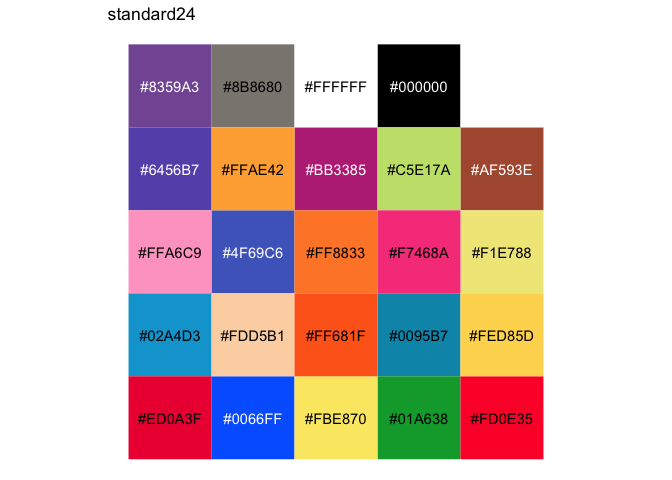 standard24
#8359A3 #8B8680 #FFFFFF #000000
#6456B7 #FFAE42 #BB3385 #C5E17A #AF593E
#FFA6C9 #4F69C6 #FF8833 #F7468A #F1E788
#02A4D3 #FDD5B1 #FF681F #0095B7 #FED85D
#ED0A3F #0066FF #FBE870 #01A638 #FD0E35